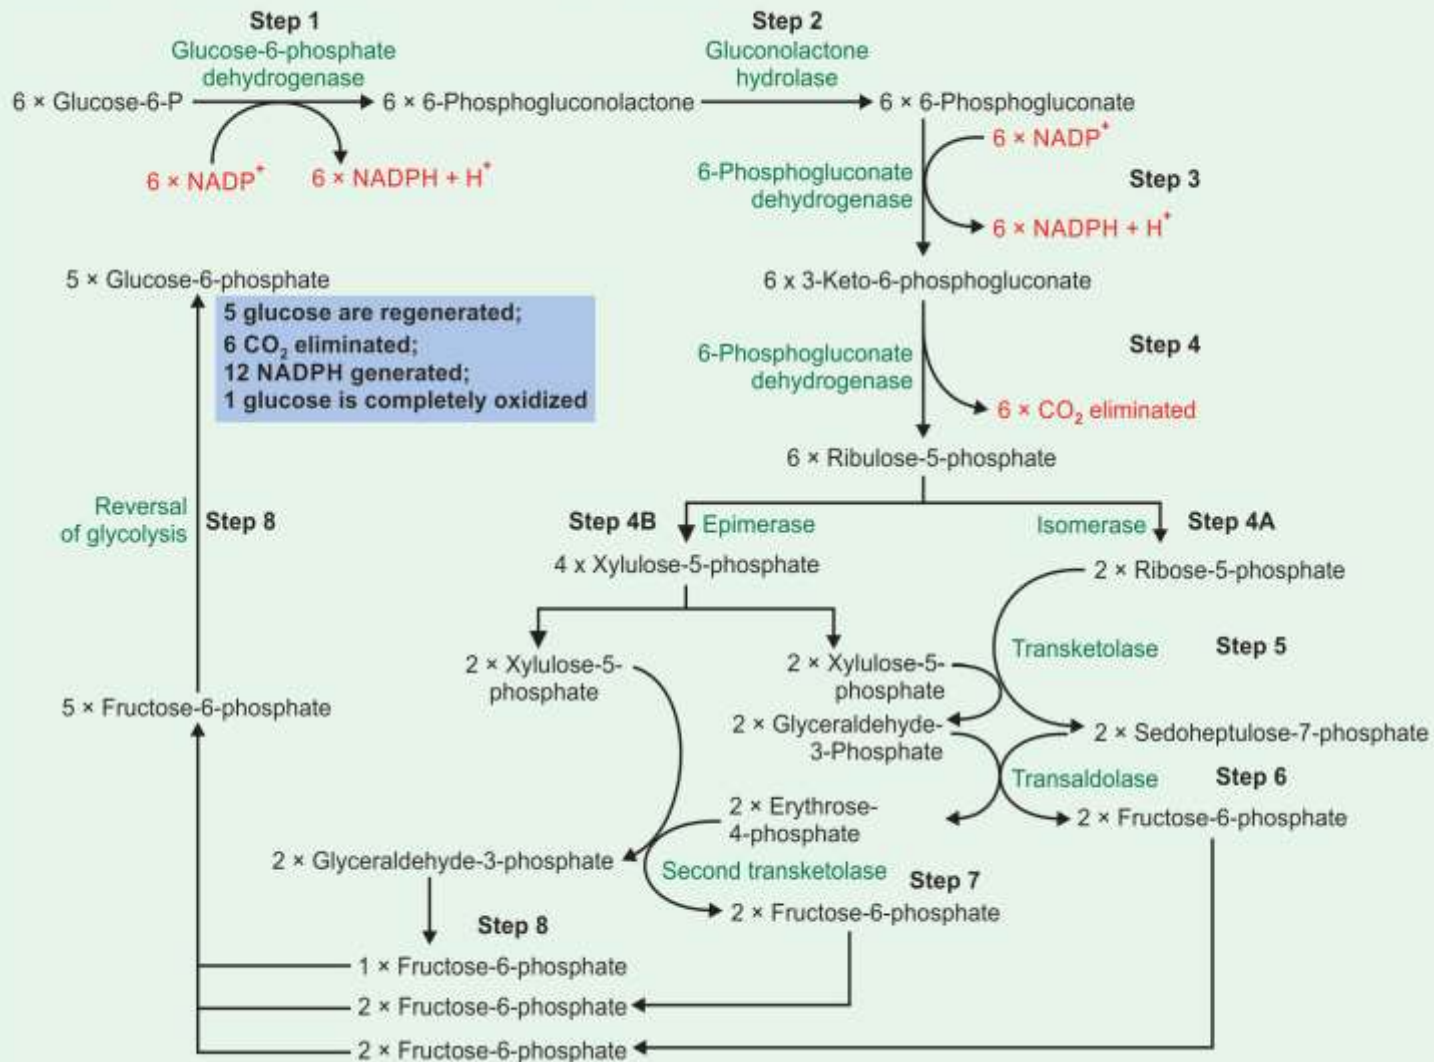 Step 1
Glucose-6-phosphate
dehydrogenase
Step 2
Gluconolactone
hydrolase
6 × Glucose-6-P
6 × 6-Phosphogluconolactone
6 × 6-Phosphogluconate
6 × NADP⁺
6 × NADPH + H⁺
6 × NADP⁺
6-Phosphogluconate
dehydrogenase
Step 3
6 × NADPH + H⁺
5 × Glucose-6-phosphate
6 x 3-Keto-6-phosphogluconate
5 glucose are regenerated;
6 CO₂ eliminated;
12 NADPH generated;
1 glucose is completely oxidized
6-Phosphogluconate
dehydrogenase
Step 4
6 × CO₂ eliminated
6 × Ribulose-5-phosphate
Reversal
of glycolysis
Step 8
Step 4B
Epimerase
Isomerase
Step 4A
4 x Xylulose-5-phosphate
2 × Ribose-5-phosphate
Transketolase
Step 5
2 × Xylulose-5-
phosphate
2 × Xylulose-5-
phosphate
5 × Fructose-6-phosphate
2 × Glyceraldehyde-
3-Phosphate
2 × Sedoheptulose-7-phosphate
Transaldolase
Step 6
2 × Erythrose-
4-phosphate
2 × Fructose-6-phosphate
2 × Glyceraldehyde-3-phosphate
Second transketolase
Step 7
2 × Fructose-6-phosphate
Step 8
1 × Fructose-6-phosphate
2 × Fructose-6-phosphate
2 × Fructose-6-phosphate